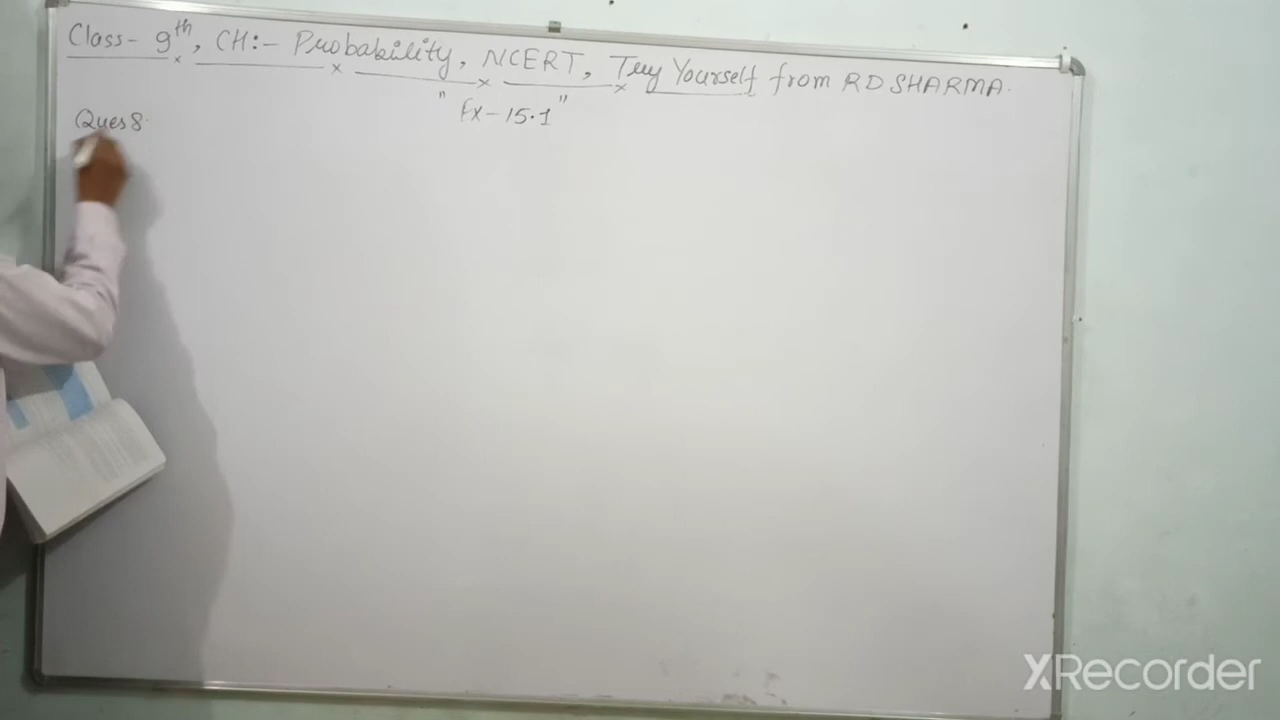 Class- 9th, CH:- Probability, NCERT, Try Yourself from RD SHARMA.
" Ex-15.1 "
Ques 8.
XRecorder